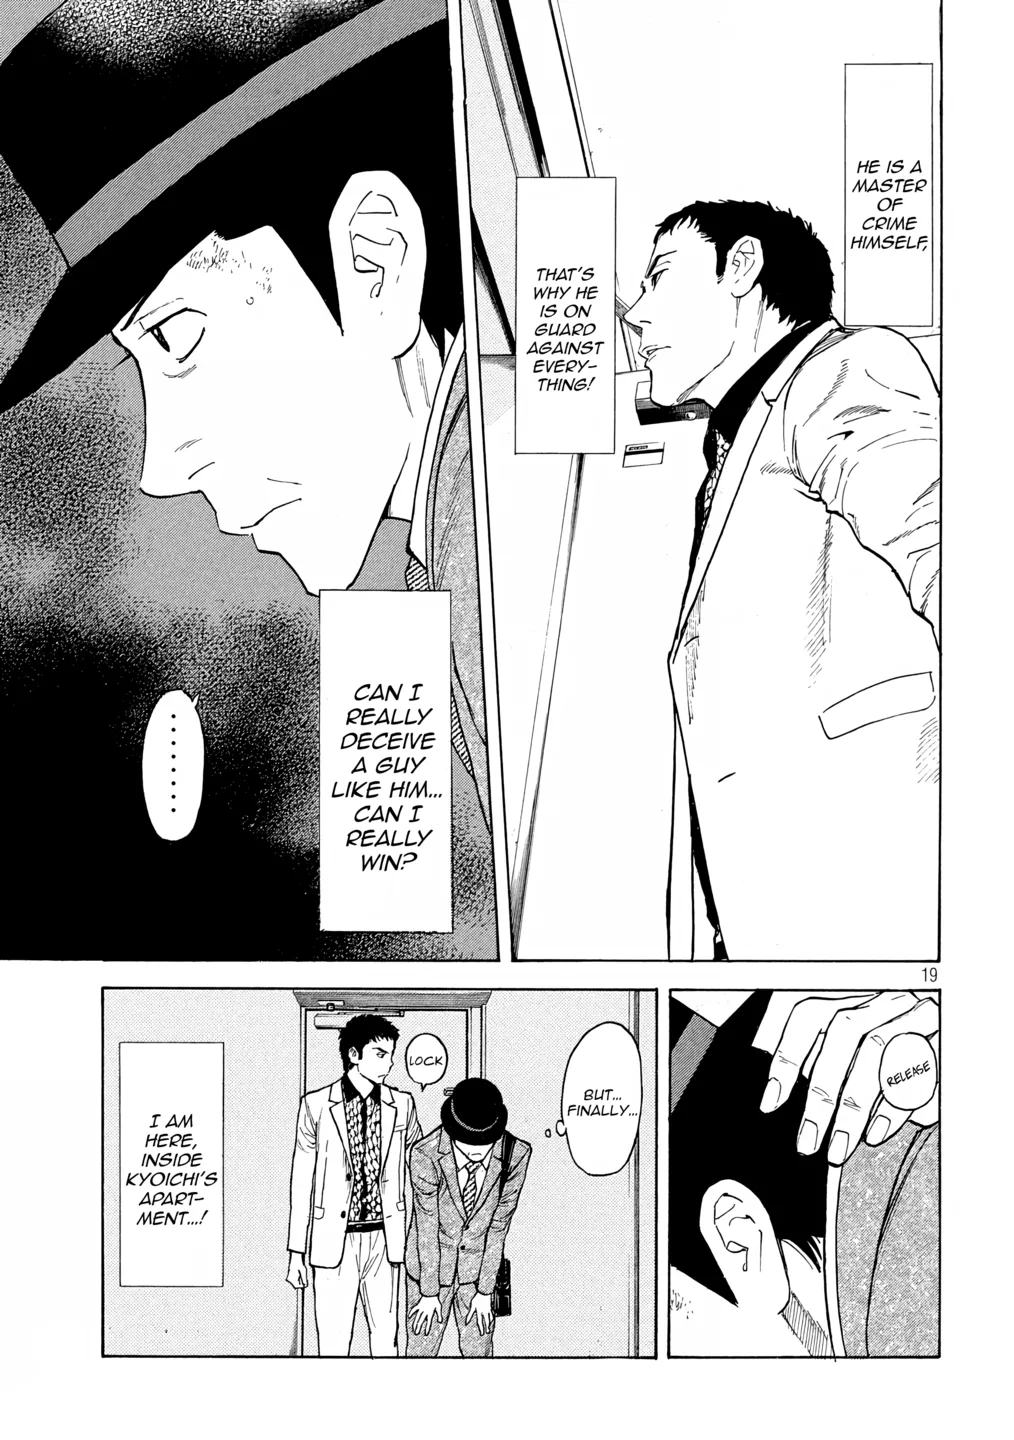 HE IS A
MASTER
OF
CRIME
HIMSELF,
THAT'S
WHY HE
IS ON
GUARD
AGAINST
EVERY-
THING!
CAN I
REALLY
DECEIVE
A GUY
LIKE HIM...
CAN I
REALLY
WIN?
. . . . . . . .
19
RELEASE
BUT...
FINALLY...
LOCK
I AM
HERE,
INSIDE
KYOICHI'S
APART-
MENT...!